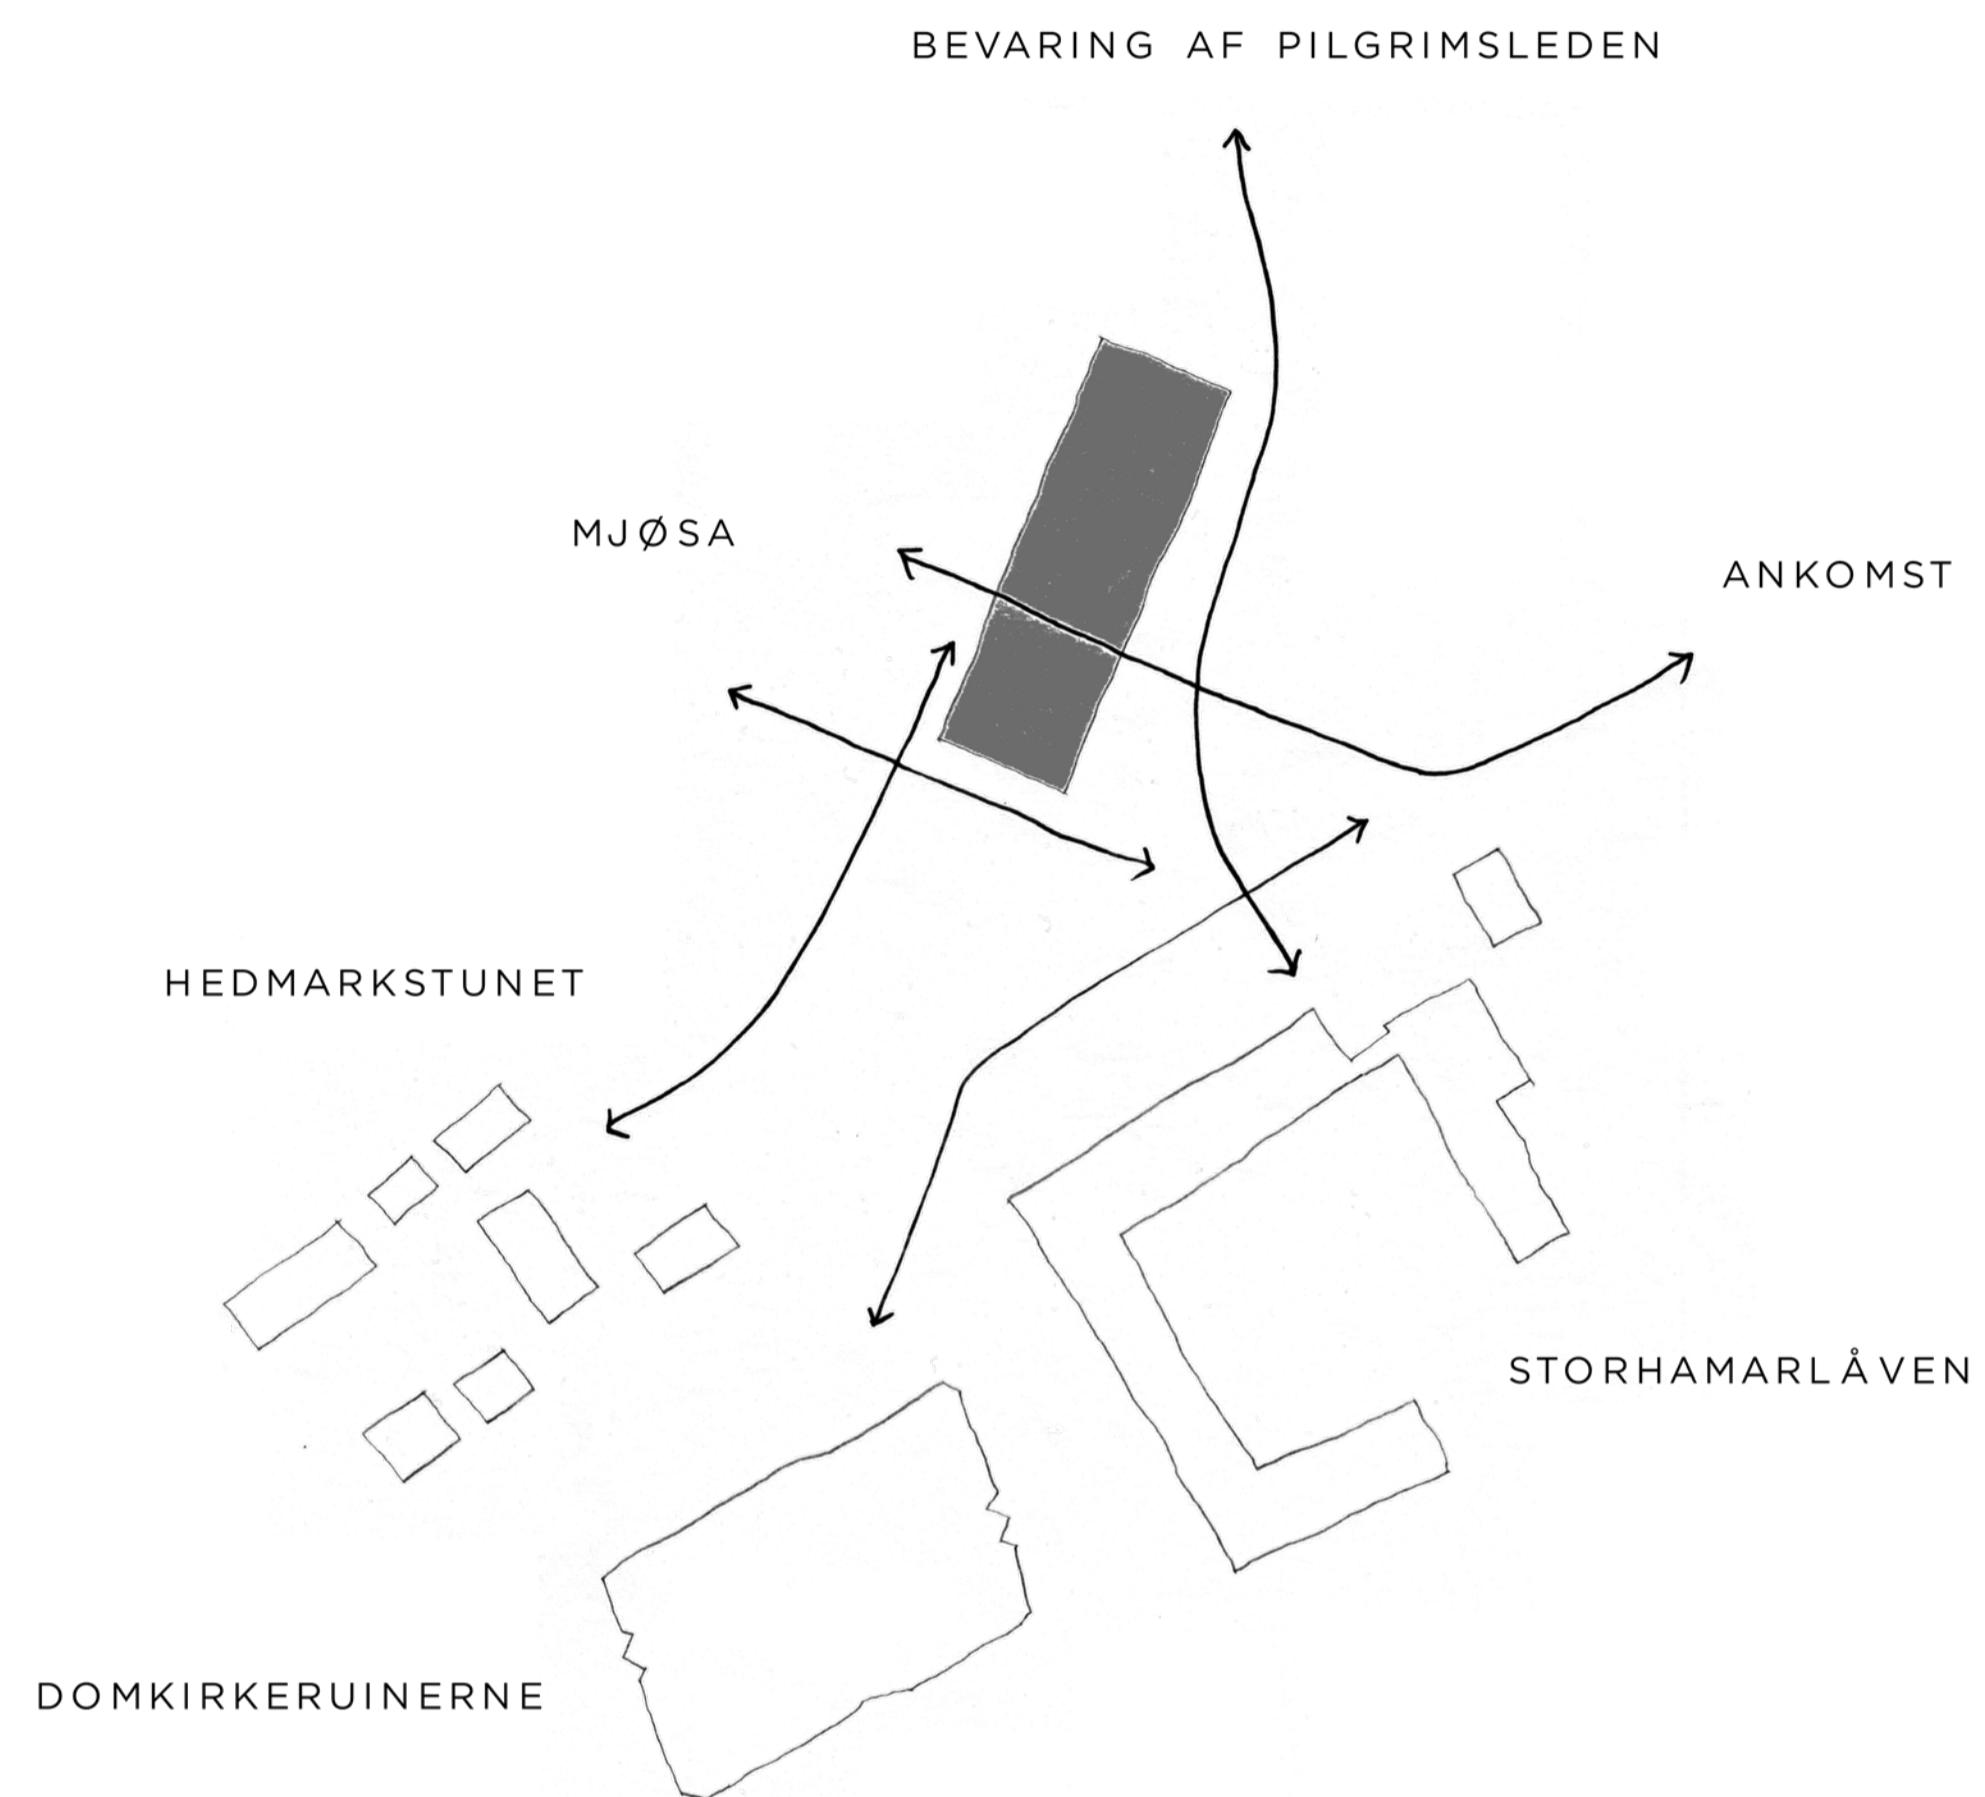 BEVARING AF PILGRIMSLEDEN
MJØSA
ANKOMST
HEDMARKSTUNET
STORHAMARLÅVEN
DOMKIRKERUINERNE